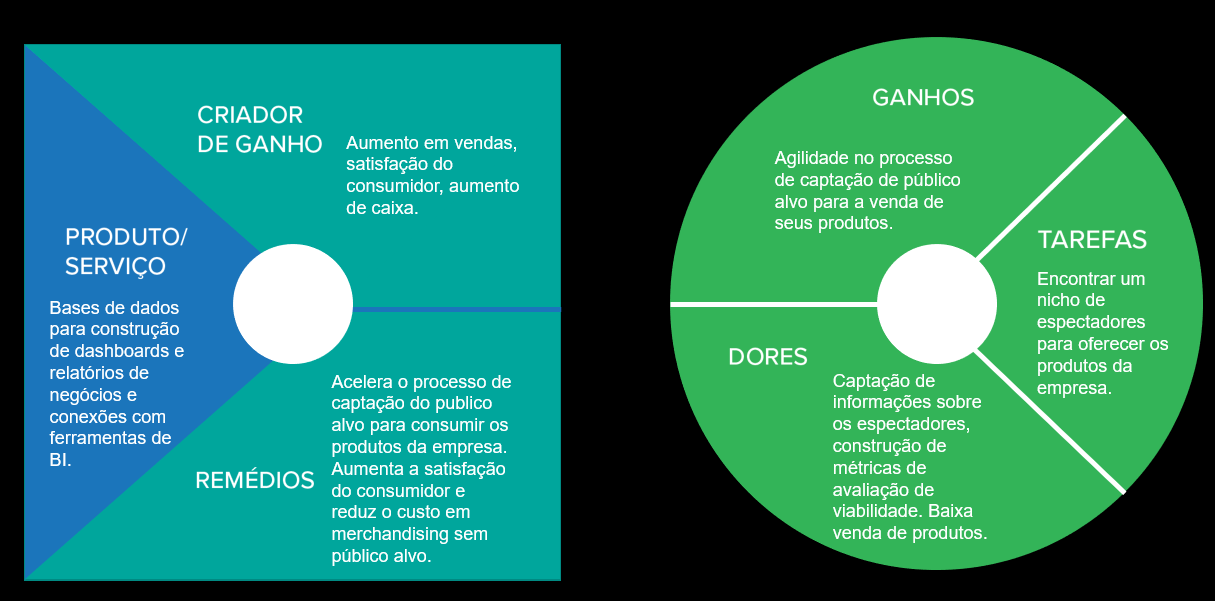 CRIADOR
DE GANHO
Aumento em vendas,
satisfação do
consumidor, aumento
de caixa.
PRODUTO/
SERVIÇO
Bases de dados
para construção
de dashboards e
relatórios de
negócios e
conexões com
ferramentas de
BI.
REMÉDIOS
Acelera o processo de
captação do publico
alvo para consumir os
produtos da empresa.
Aumenta a satisfação
do consumidor e
reduz o custo em
merchandising sem
público alvo.
GANHOS
Agilidade no processo
de captação de público
alvo para a venda de
seus produtos.
TAREFAS
Encontrar um
nicho de
espectadores
para oferecer os
produtos da
empresa.
DORES
Captação de
informações sobre
os espectadores,
construção de
métricas de
avaliação de
viabilidade. Baixa
venda de produtos.